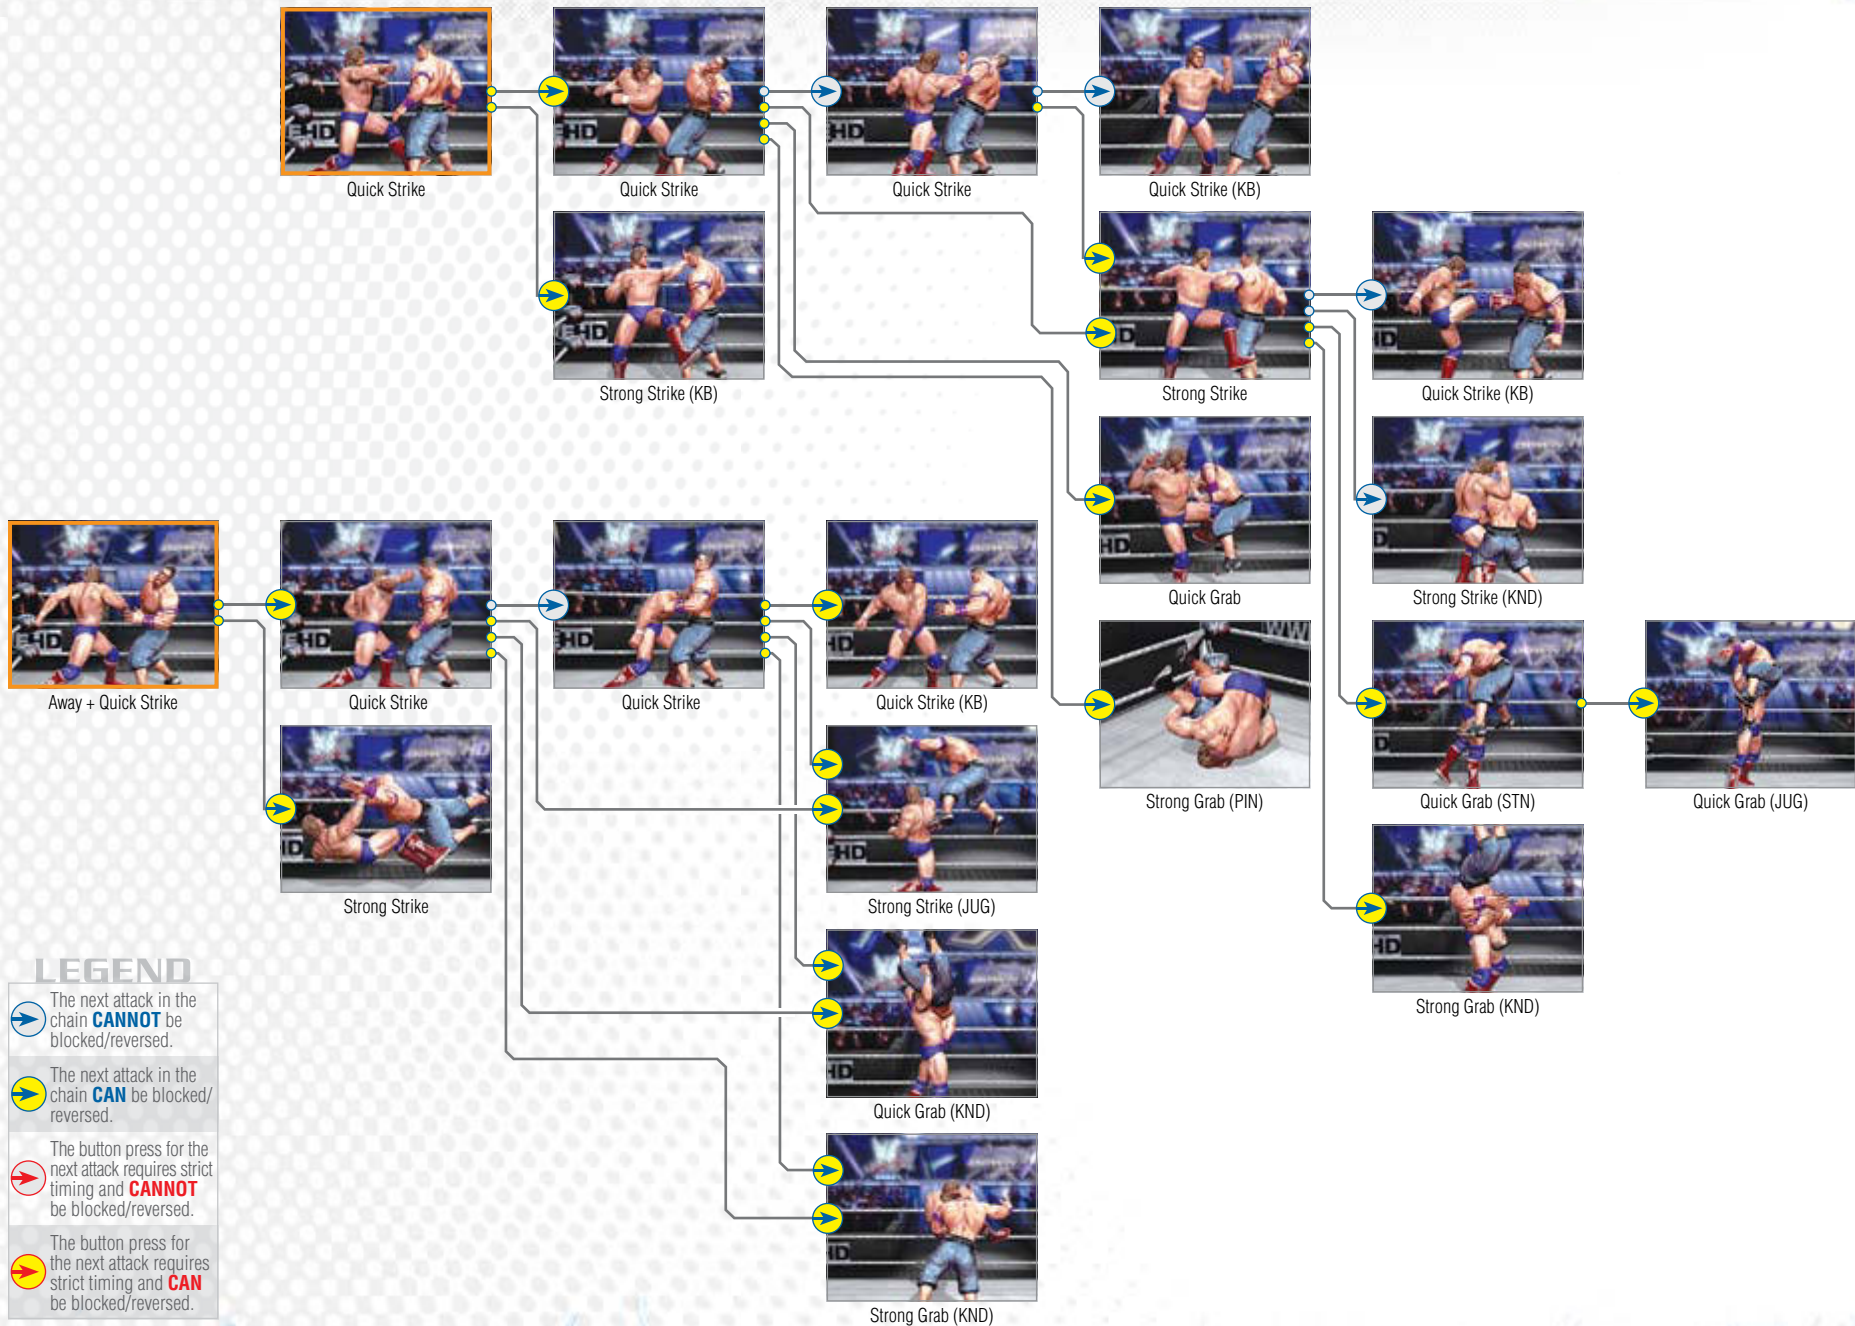 Quick Strike
Quick Strike
Quick Strike
Quick Strike (KB)
Strong Strike (KB)
Strong Strike
Quick Strike (KB)
Quick Grab
Strong Strike (KND)
Away + Quick Strike
Quick Strike
Quick Strike
Quick Strike (KB)
Strong Grab (PIN)
Quick Grab (STN)
Quick Grab (JUG)
Strong Strike
Strong Strike (JUG)
Strong Grab (KND)
Quick Grab (KND)
Strong Grab (KND)
LEGEND
The next attack in the
chain CANNOT be
blocked/reversed.
The next attack in the
chain CAN be blocked/
reversed.
The button press for the
next attack requires strict
timing and CANNOT
be blocked/reversed.
The button press for
the next attack requires
strict timing and CAN
be blocked/reversed.